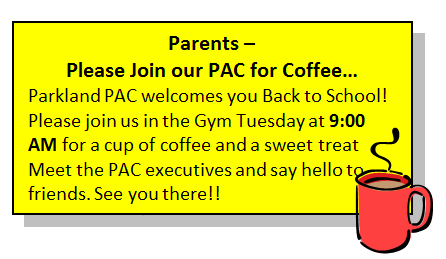 Parents –
Please Join our PAC for Coffee…
Parkland PAC welcomes you Back to School!
Please join us in the Gym Tuesday at 9:00
AM for a cup of coffee and a sweet treat
Meet the PAC executives and say hello to
friends. See you there!!